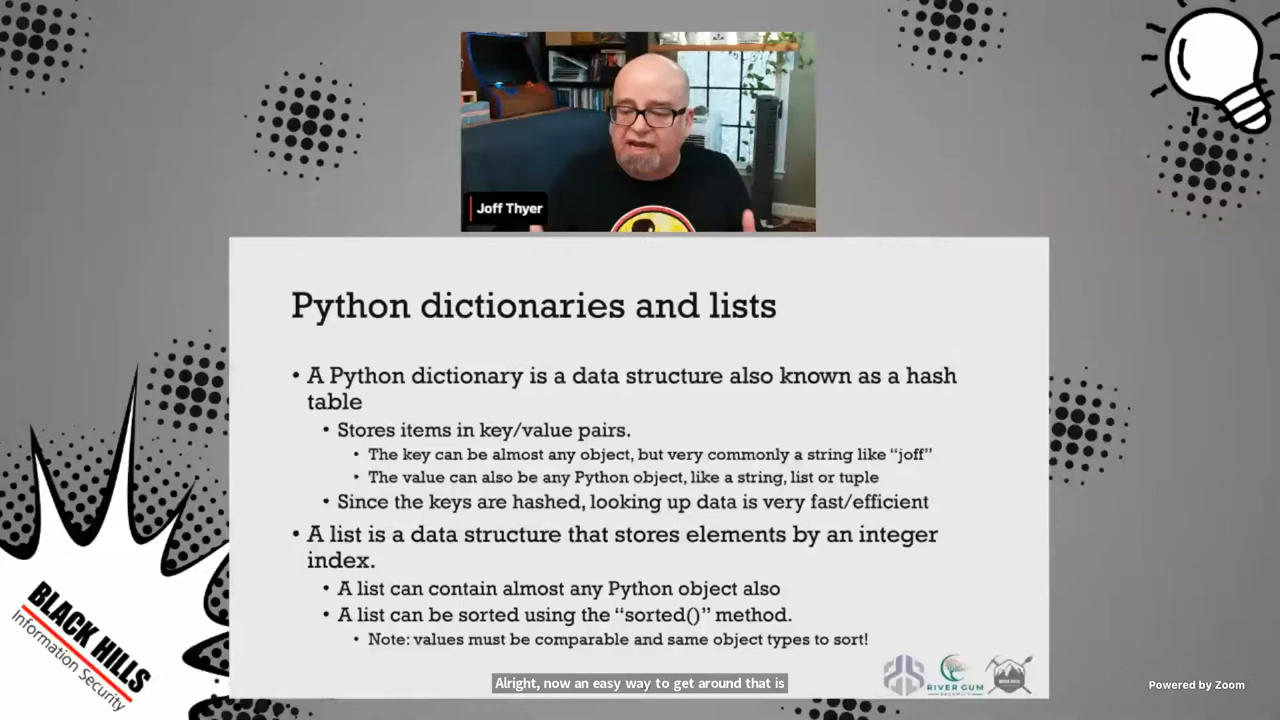 Joff Thyer
Python dictionaries and lists
• A Python dictionary is a data structure also known as a hash
table
• Stores items in key/value pairs.
• The key can be almost any object, but very commonly a string like “joff”
• The value can also be any Python object, like a string, list or tuple
• Since the keys are hashed, looking up data is very fast/efficient
• A list is a data structure that stores elements by an integer
index.
• A list can contain almost any Python object also
• A list can be sorted using the “sorted()” method.
• Note: values must be comparable and same object types to sort!
BLACK HILLS
Information Security
RIVER GUM
SECURITY
Alright, now an easy way to get around that is
Powered by Zoom